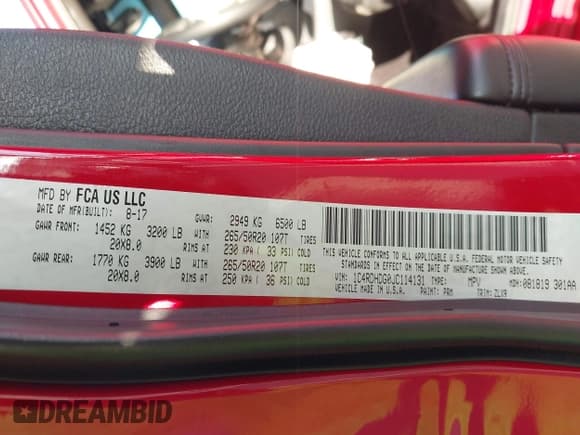 MFD BY FCA US LLC
DATE OF MFR(BUILT): 8-17 GVWR: 2949 KG 6500 LB
GAWR FRONT: 1452 KG 3200 LB 265/50R20 107T TIRES
20X8.0 RIMS AT 230 KPA ( 33 PSI) COLD
GAWR REAR: 1770 KG 3900 LB 265/50R20 107T TIRES
20X8.0 RIMS AT 250 KPA ( 36 PSI) COLD
THIS VEHICLE CONFORMS TO ALL APPLICABLE U.S.A. FEDERAL MOTOR VEHICLE SAFETY
STANDARDS IN EFFECT ON THE DATE OF MANUFACTURE SHOWN ABOVE.
VIN: 1C4RDHDG0JC114131 TYPE: MPV MDH: 081819 301AA
VEHICLE MADE IN U.S.A. PAINT: PRM TRIM: ZLX9
DREAMBID